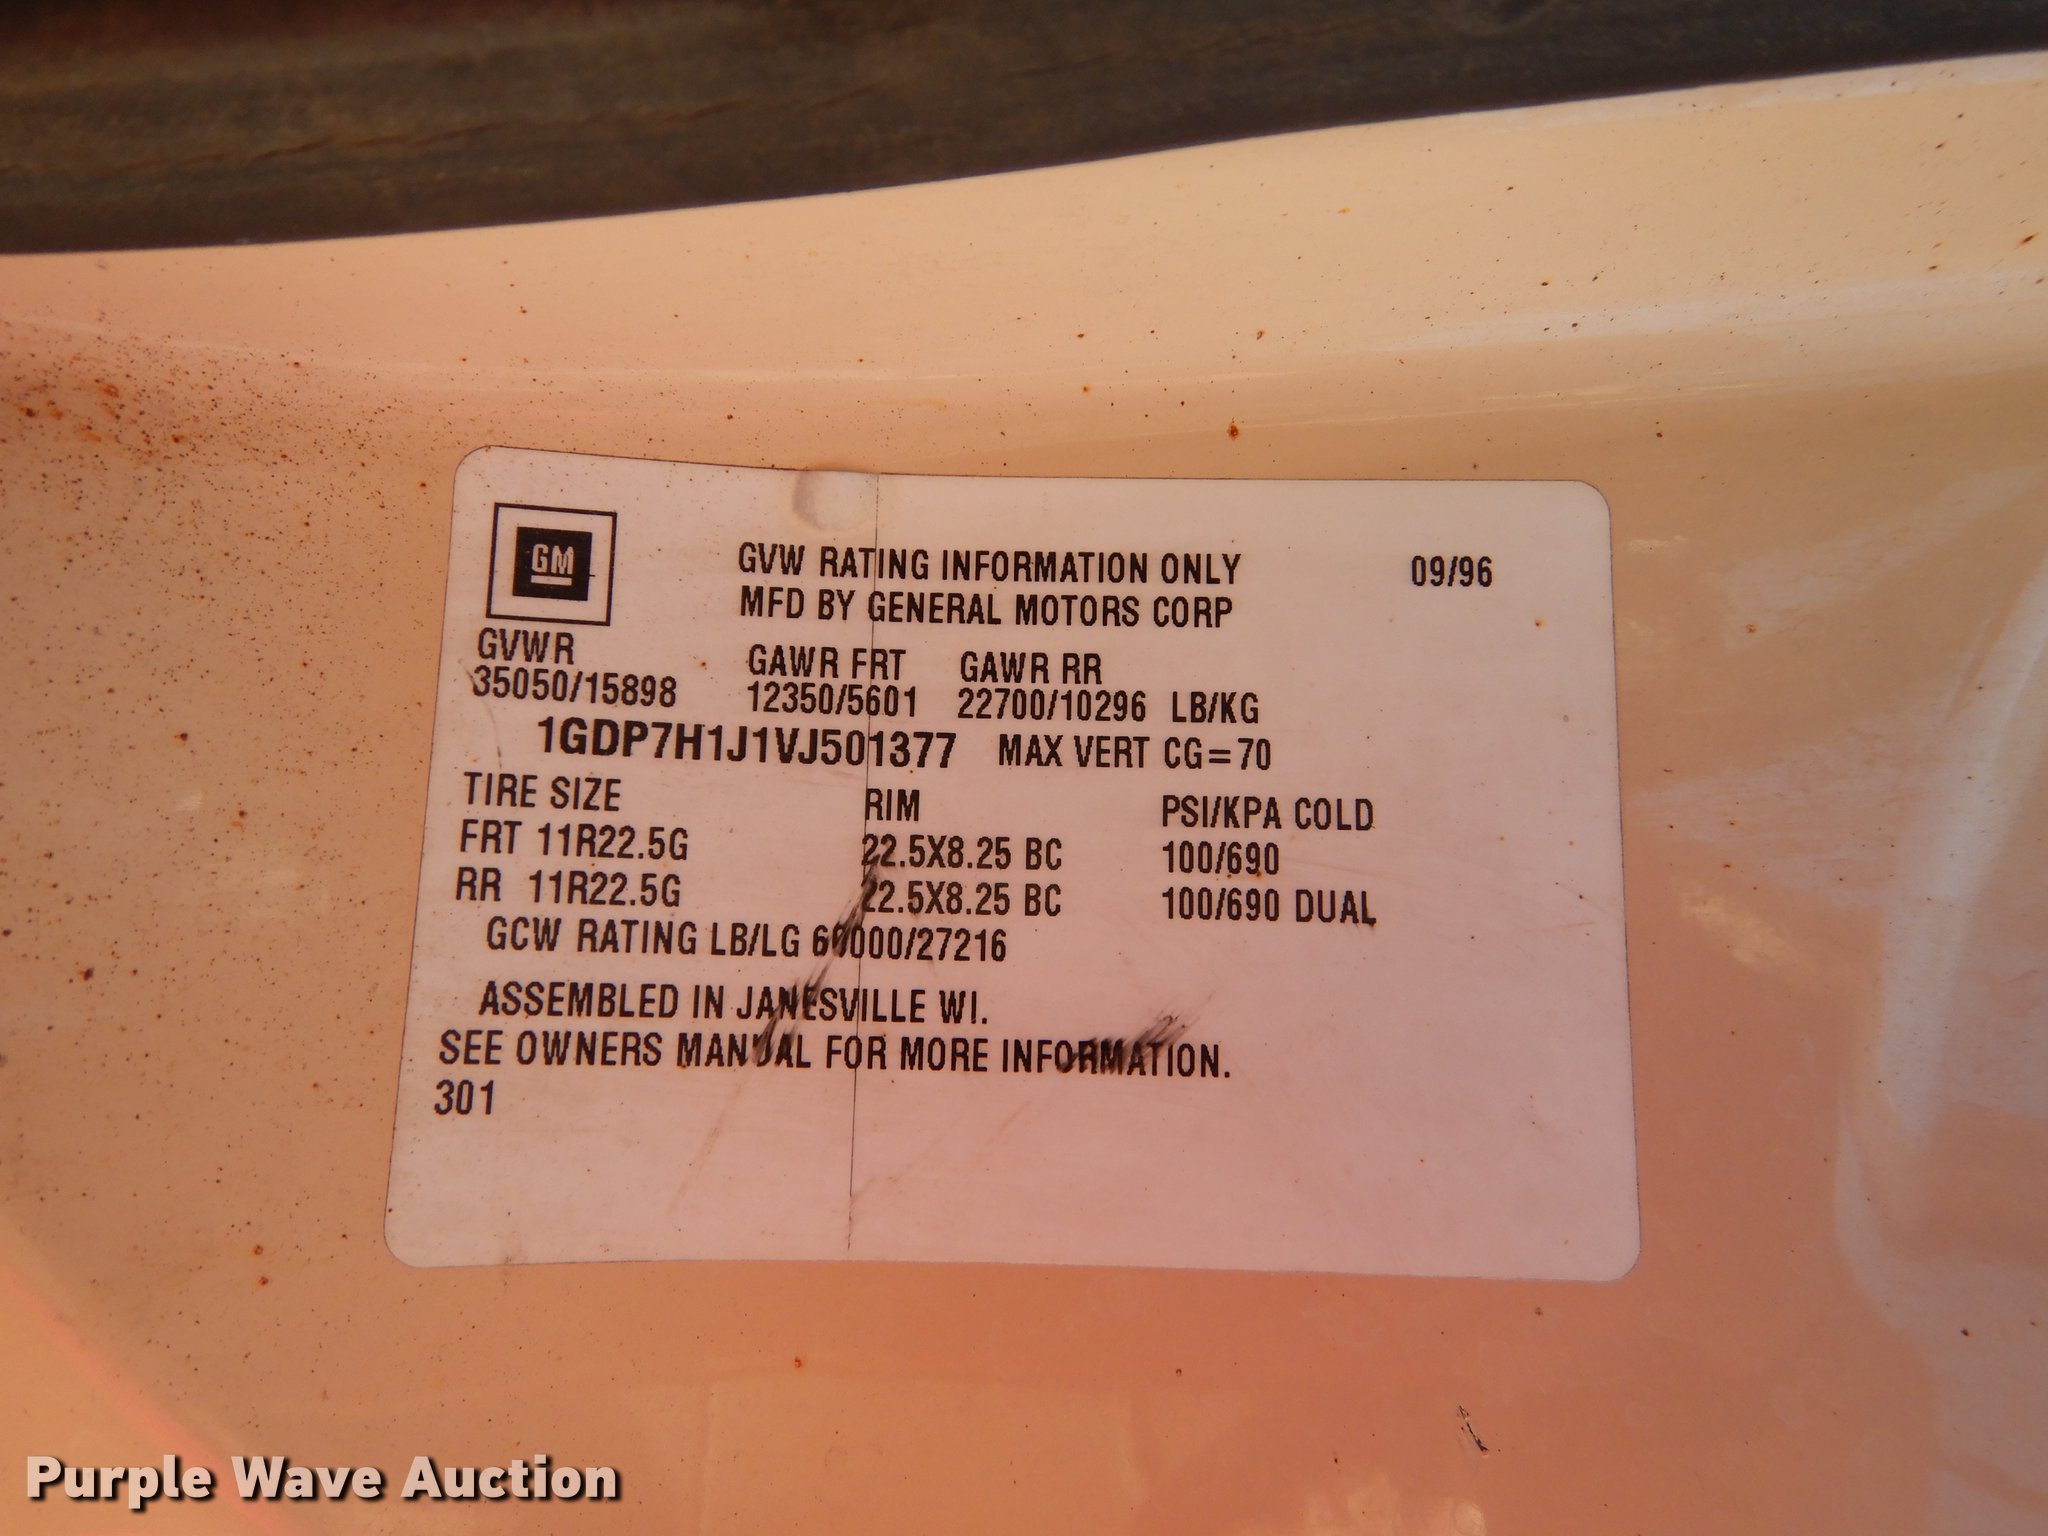 GM
GVW RATING INFORMATION ONLY 09/96
MFD BY GENERAL MOTORS CORP
GVWR GAWR FRT GAWR RR
35050/15898 12350/5601 22700/10296 LB/KG
1GDP7H1J1VJ501377 MAX VERT CG=70
TIRE SIZE RIM PSI/KPA COLD
FRT 11R22.5G 22.5X8.25 BC 100/690
RR 11R22.5G 22.5X8.25 BC 100/690 DUAL
GCW RATING LB/LG 60000/27216
ASSEMBLED IN JANESVILLE WI.
SEE OWNERS MANUAL FOR MORE INFORMATION.
301
Purple Wave Auction